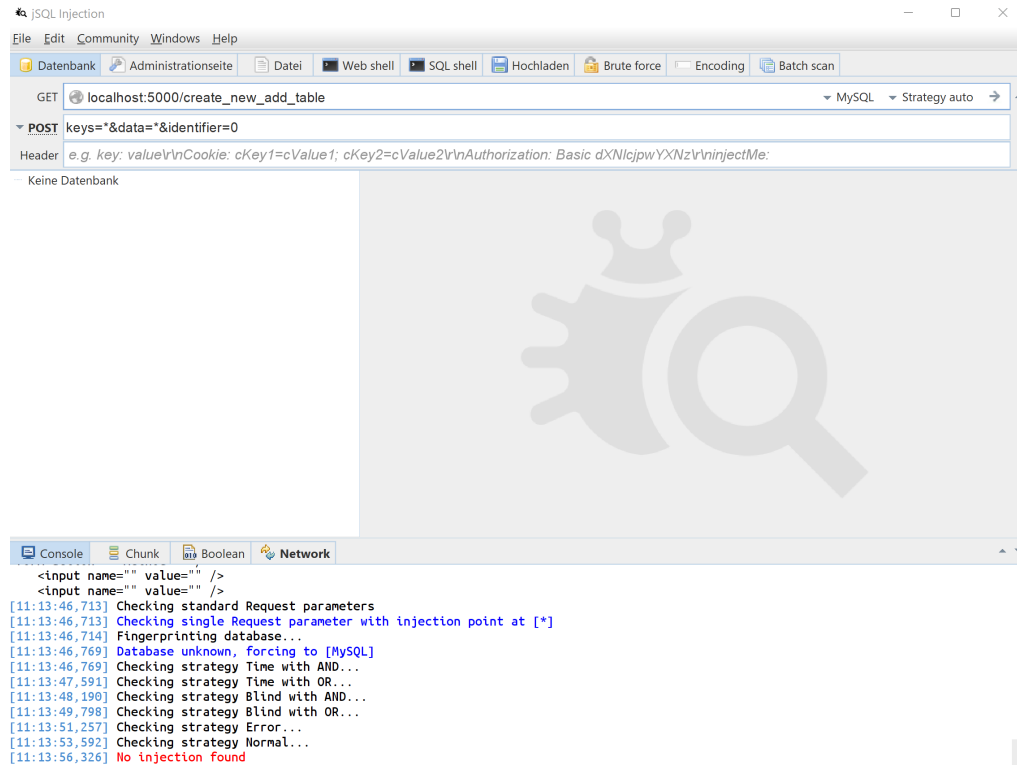 jSQL Injection
File Edit Community Windows Help
Datenbank Administrationseite Datei Web shell SQL shell Hochladen Brute force Encoding Batch scan
GET localhost:5000/create_new_add_table MySQL Strategy auto
POST keys=*&data=*&identifier=0
Header e.g. key: value\r\nCookie: cKey1=cValue1; cKey2=cValue2\r\nAuthorization: Basic dXNlcjpwYXNz\r\ninjectMe:
Keine Datenbank
Console Chunk Boolean Network
<input name="" value="" />
<input name="" value="" />
[11:13:46,713] Checking standard Request parameters
[11:13:46,713] Checking single Request parameter with injection point at [*]
[11:13:46,714] Fingerprinting database...
[11:13:46,769] Database unknown, forcing to [MySQL]
[11:13:46,769] Checking strategy Time with AND...
[11:13:47,591] Checking strategy Time with OR...
[11:13:48,190] Checking strategy Blind with AND...
[11:13:49,798] Checking strategy Blind with OR...
[11:13:51,257] Checking strategy Error...
[11:13:53,592] Checking strategy Normal...
[11:13:56,326] No injection found